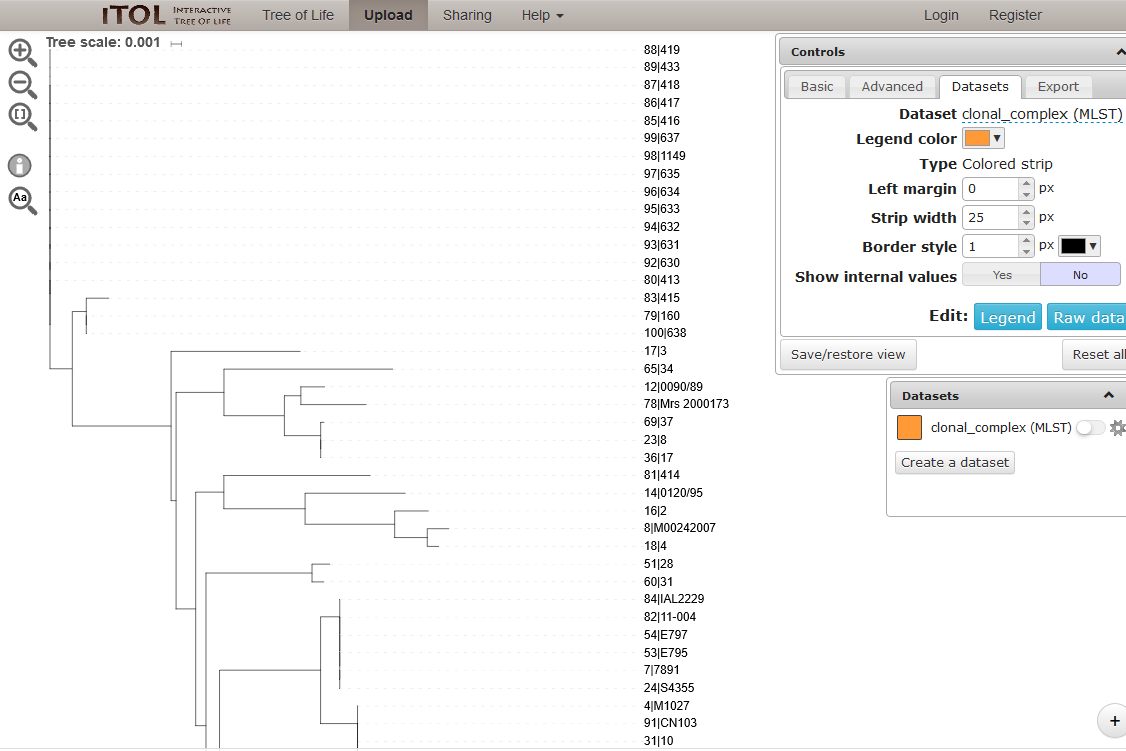 iTOL INTERACTIVE TREE OF LIFE Tree of Life Upload Sharing Help Login Register
Tree scale: 0.001
88|419
89|433
87|418
86|417
85|416
99|637
98|1149
97|635
96|634
95|633
94|632
93|631
92|630
80|413
83|415
79|160
100|638
17|3
65|34
12|0090/89
78|Mrs 2000173
69|37
23|8
36|17
81|414
14|0120/95
16|2
8|M00242007
18|4
51|28
60|31
84|IAL2229
82|11-004
54|E797
53|E795
7|7891
24|S4355
4|M1027
91|CN103
31|10
Aa
Controls
Basic Advanced Datasets Export
Dataset clonal_complex (MLST)
Legend color
Type Colored strip
Left margin 0 px
Strip width 25 px
Border style 1 px
Show internal values Yes No
Edit: Legend Raw data
Save/restore view Reset all
Datasets
clonal_complex (MLST)
Create a dataset
+